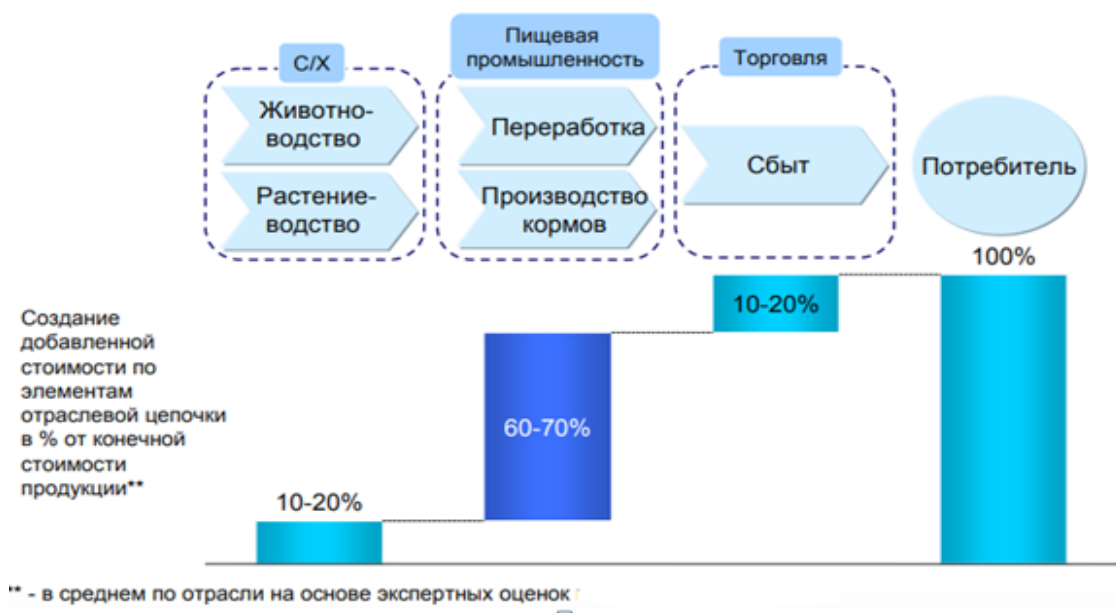 С/Х
Пищевая
промышленность
Торговля
Животно-
водство
Растение-
водство
Переработка
Производство
кормов
Сбыт
Потребитель
100%
10-20%
60-70%
10-20%
Создание
добавленной
стоимости по
элементам
отраслевой цепочки
в % от конечной
стоимости
продукции**
** - в среднем по отрасли на основе экспертных оценок